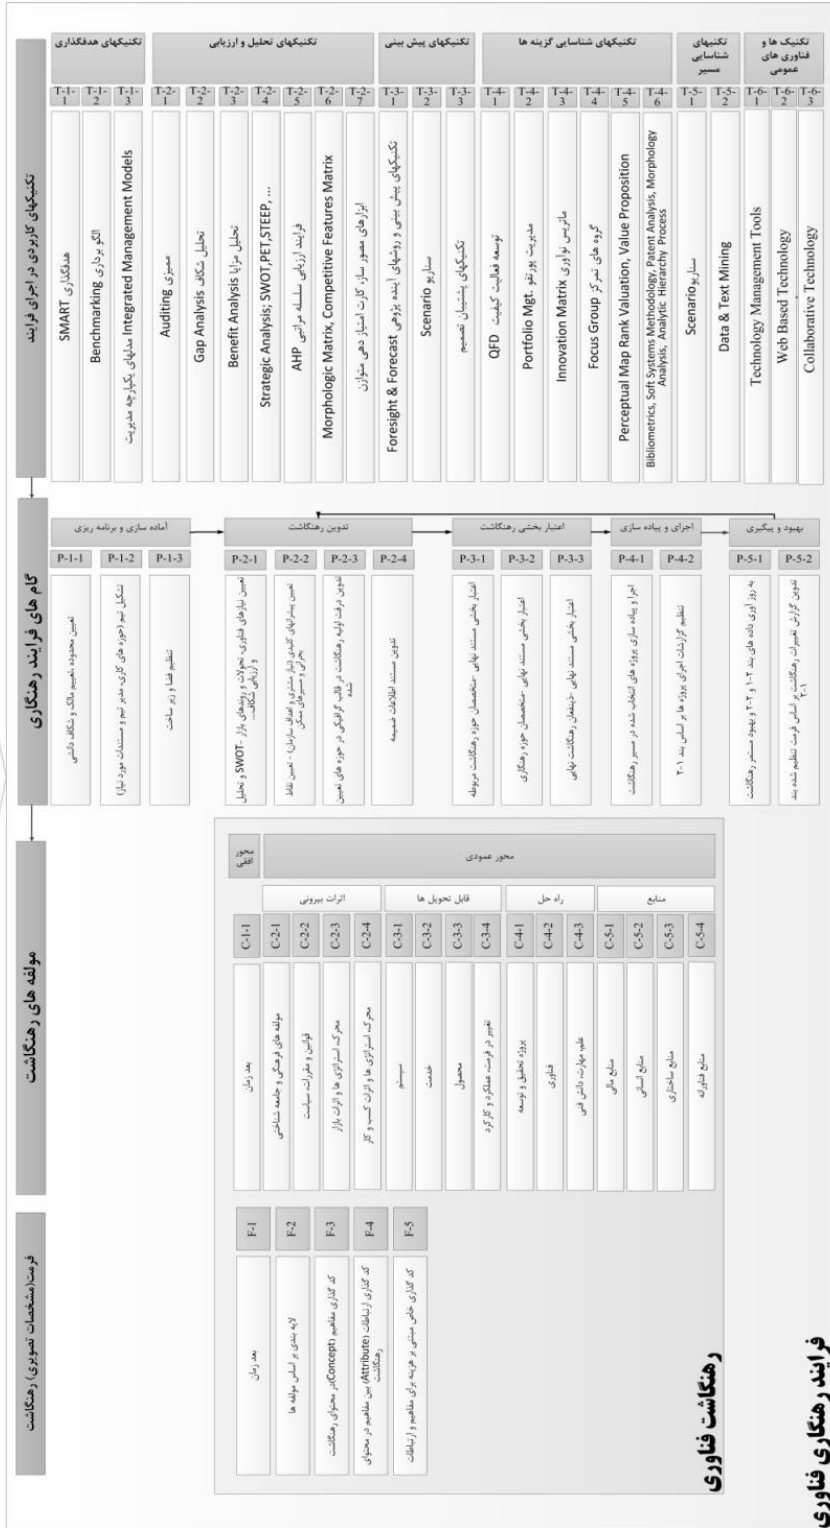 تکنیکهای کاربردی در اجرای فرایند
تکنیکهای هدفگذاری
T-1-1
هدفگذاری SMART
T-1-2
الگو برداری Benchmarking
T-1-3
مدلهای یکپارچه مدیریت Integrated Management Models
تکنیکهای تحلیل و ارزیابی
T-2-1
ممیزی Auditing
T-2-2
تحلیل شکاف Gap Analysis
T-2-3
تحلیل مزایا Benefit Analysis
T-2-4
Strategic Analysis; SWOT,PET,STEEP, ...
T-2-5
فرایند ارزیابی سلسله مراتبی AHP
T-2-6
Morphologic Matrix, Competitive Features Matrix
T-2-7
ابزارهای مصور ساز، کارت امتیاز دهی متوازن
تکنیکهای پیش بینی
T-3-1
تکنیکهای پیش بینی و روشهای آینده پژوهی Foresight & Forecast
T-3-2
سناریو Scenario
T-3-3
تکنیکهای پشتیبان تصمیم
تکنیکهای شناسایی گزینه ها
T-4-1
توسعه فعالیت کیفیت QFD
T-4-2
مدیریت پورتفو Portfolio Mgt.
T-4-3
ماتریس نوآوری Innovation Matrix
T-4-4
گروه های تمرکز Focus Group
T-4-5
Perceptual Map Rank Valuation, Value Proposition
T-4-6
Bibliometrics, Soft Systems Methodology, Patent Analysis, Morphology
Analysis, Analytic Hierarchy Process
تکنیهای
شناسایی
مسیر
T-5-1
سناریو Scenario
T-5-2
Data & Text Mining
تکنیک ها و
فناوری های
عمومی
T-6-1
Technology Management Tools
T-6-2
Web Based Technology
T-6-3
Collaborative Technology
گام های فرایند رهنگاری
آماده سازی و برنامه ریزی
P-1-1
تعیین محدوده ،تعییم مالک و شکاف دانشی
P-1-2
تشکیل تیم (حوزه های کاری، مدیر تیم و مستندات مورد نیاز)
P-1-3
تنظیم فضا و زیر ساخت
تدوین رهنگاشت
P-2-1
تعیین نیازهای فناوری، تحولات و روندهای بازار -SWOT و تحلیل
و ارزیابی شکاف...
P-2-2
تعیین پیشرانهای کلیدی (نیاز مشتری و اهداف سازمان) - تعیین نقاط
بحرانی و مسیرهای ممکن
P-2-3
تدوین درفت اولیه رهنگاشت در قالب گرافیکی در حوزه های تعیین
شده
P-2-4
تدوین مستند اطلاعات ضمیمه
اعتبار بخشی رهنگاشت
P-3-1
اعتبار بخشی مستند نهایی -متخصصان حوزه رهنگاشت مربوطه
P-3-2
اعتبار بخشی مستند نهایی -متخصصان حوزه رهنگاری
P-3-3
اعتبار بخشی مستند نهایی -ذینفعان رهنگاشت نهایی
اجرای و پیاده سازی
P-4-1
اجرا و پیاده سازی پروژه های انتخاب شده در مسیر رهنگاشت
P-4-2
تنظیم گزارشات اجرای پروژه ها بر اساس بند ۱-۲
بهبود و پیگیری
P-5-1
به روز آوری داده های بند ۲-۱ و ۲-۲ و بهبود مستمر رهنگاشت
P-5-2
تدوین گزارش تغییرات رهنگاشت بر اساس فرمت تنظیم شده بند
۲-۱
مولفه های رهنگاشت
محور
افقی
C-1-1
بعد زمان
محور عمودی
اثرات بیرونی
C-2-1
مولفه های فرهنگی و جامعه شناختی
C-2-2
قوانین و مقررات، سیاست
C-2-3
محرک، استراتژی ها و اثرات بازار
C-2-4
محرک، استراتژی ها و اثرات کسب و کار
قابل تحویل ها
C-3-1
سیستم
C-3-2
خدمت
C-3-3
محصول
C-3-4
تغییر در فرمت، عملکرد و کارکرد
راه حل
C-4-1
پروژه تحقیق و توسعه
C-4-2
فناوری
C-4-3
علم، مهارت، دانش فنی
منابع
C-5-1
منابع مالی
C-5-2
منابع انسانی
C-5-3
منابع ساختاری
C-5-4
منابع فناورانه
فرمت(مشخصات تصویری) رهنگاشت
F-1
بعد زمان
F-2
لایه بندی بر اساس مولفه ها
F-3
کد گذاری مفاهیم (Concept)در محتوای رهنگاشت
F-4
کد گذاری ارتباطات (Attribute) بین مفاهیم در محتوای
رهنگاشت
F-5
کد گذاری خاص مبتنی بر هزینه برای مفاهیم و ارتباطات
رهنگاشت فناوری
فرایند رهنگاری فناوری